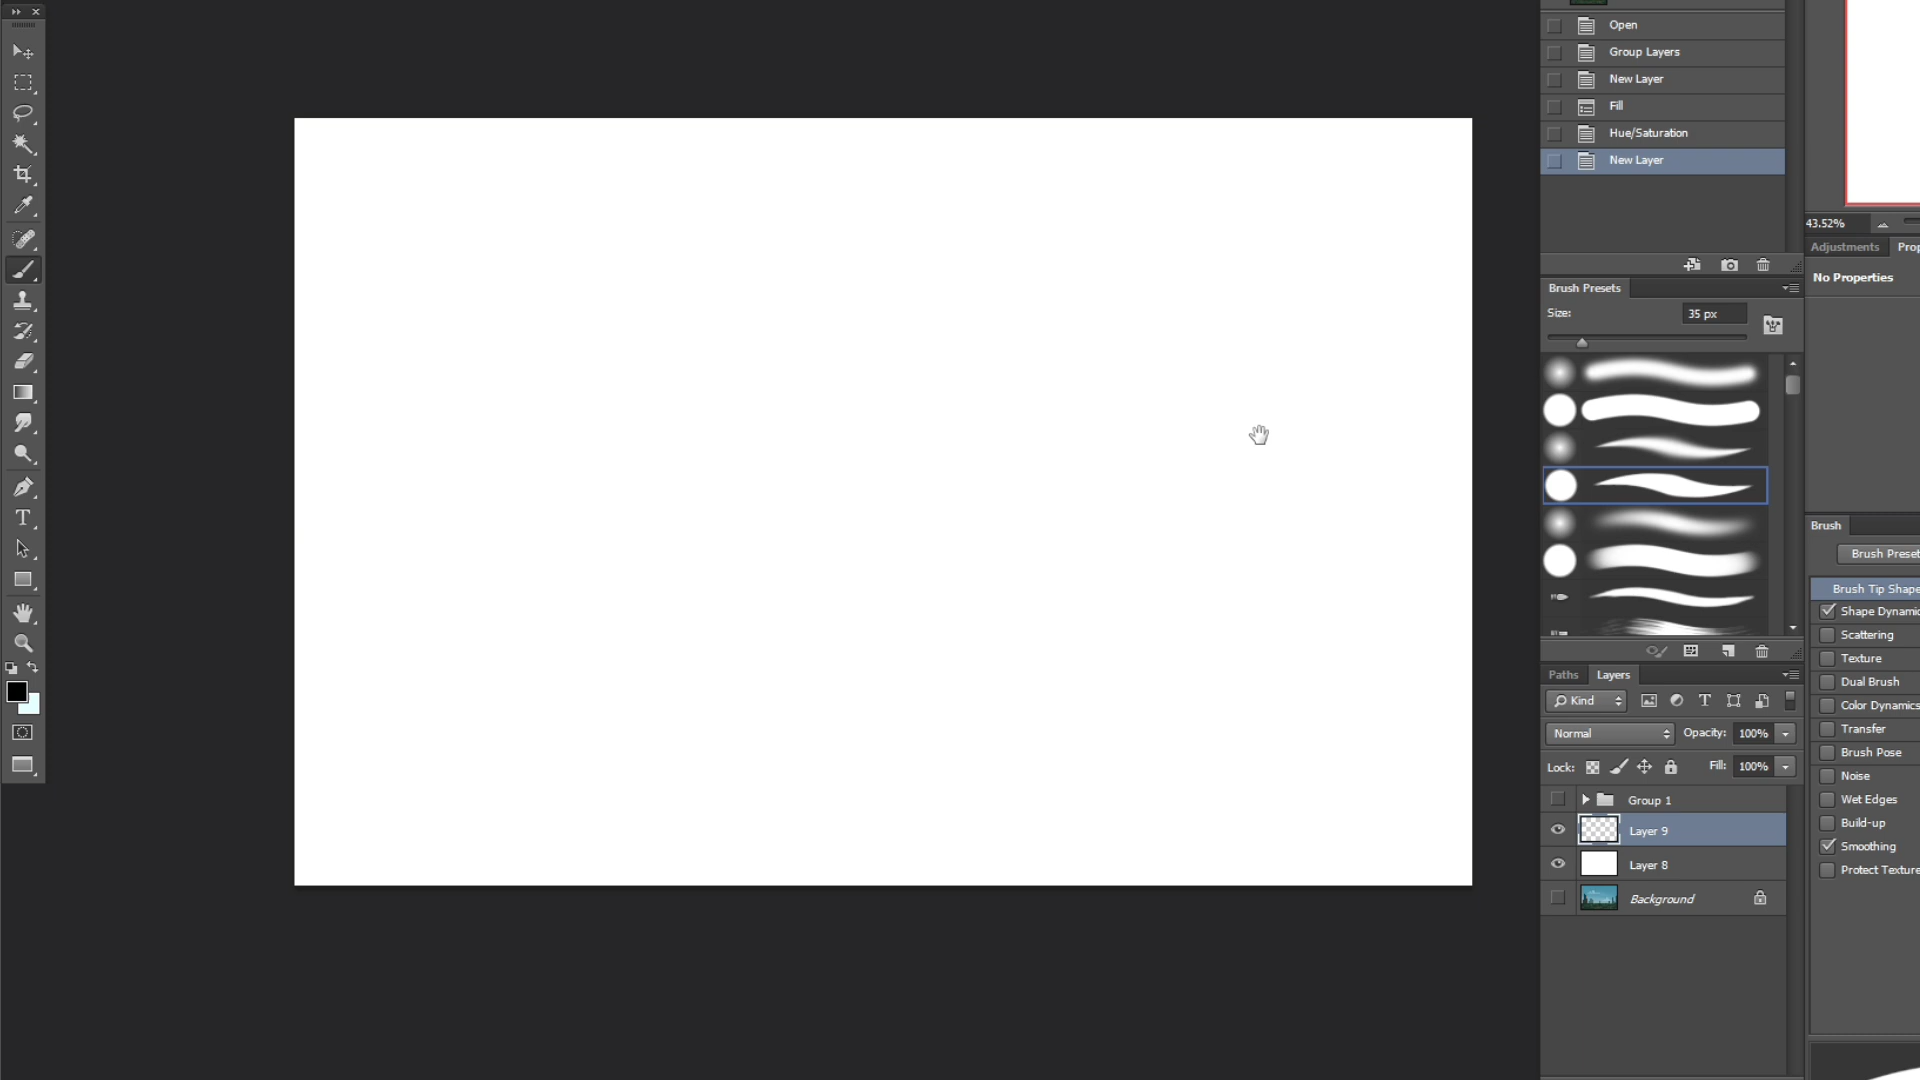 Open
Group Layers
New Layer
Fill
Hue/Saturation
New Layer
43.52%
Adjustments
No Properties
Brush Presets
Size: 35 px
Paths Layers
Kind
T
Normal Opacity: 100%
Lock: Fill: 100%
Group 1
Layer 9
Layer 8
Background
Brush
Brush Preset
Brush Tip Shape
Shape Dynamic
Scattering
Texture
Dual Brush
Color Dynamics
Transfer
Brush Pose
Noise
Wet Edges
Build-up
Smoothing
Protect Texture